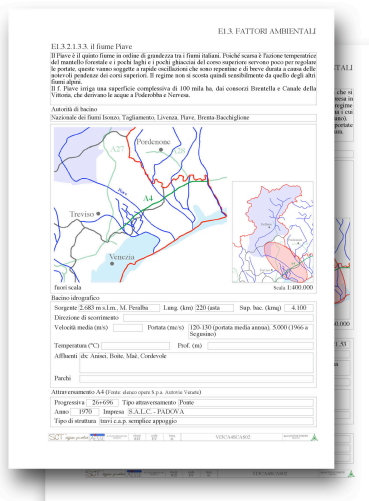 E1.3. FATTORI AMBIENTALI
E1.3.2.1.3.3. il fiume Piave
Il Piave è il quinto fiume in ordine di grandezza tra i fiumi italiani. Poiché scarsa è l'azione temperatrice
del mantello forestale e i pochi laghi e i pochi ghiacciai del corso superiore servono poco per regolare
le portate, queste vanno soggette a rapide oscillazioni che sono repentine e di breve durata a causa delle
notevoli pendenze dei corsi superiori. Il regime non si scosta quindi sensibilmente da quello degli altri
fiumi alpini.
Il f. Piave irriga una superficie complessiva di 100 mila ha, dai consorzi Brentella e Canale della
Vittoria, che derivano le acque a Pederobba e Nervesa.
Autorità di bacino
Nazionale dei fiumi Isonzo, Tagliamento, Livenza, Piave, Brenta-Bacchiglione
Pordenone
A27
A28
Piave
A4
Treviso
Venezia
fuori scala
Scala 1:400.000
Bacino idrografico
Sorgente 2.683 m s.l.m., M. Peralba Lung. (km) 220 (asta Sup. bac. (kmq) 4.100
Direzione di scorrimento
Velocità media (m/s) Portata (mc/s) 120-130 (portata media annua), 5.000 (1966 a
Segusino)
Temperatura (°C) Prof. (m)
Affluenti dx: Anisei, Boite, Maè, Cordevole
Parchi
Attraversamento A4 (Fonte: elenco opere S.p.a. Autovie Venete)
Progressiva 26+696 Tipo attraversamento Ponte
Anno 1970 Impresa S.A.L.C. - PADOVA
Tipo di struttura travi c.a.p. semplice appoggio